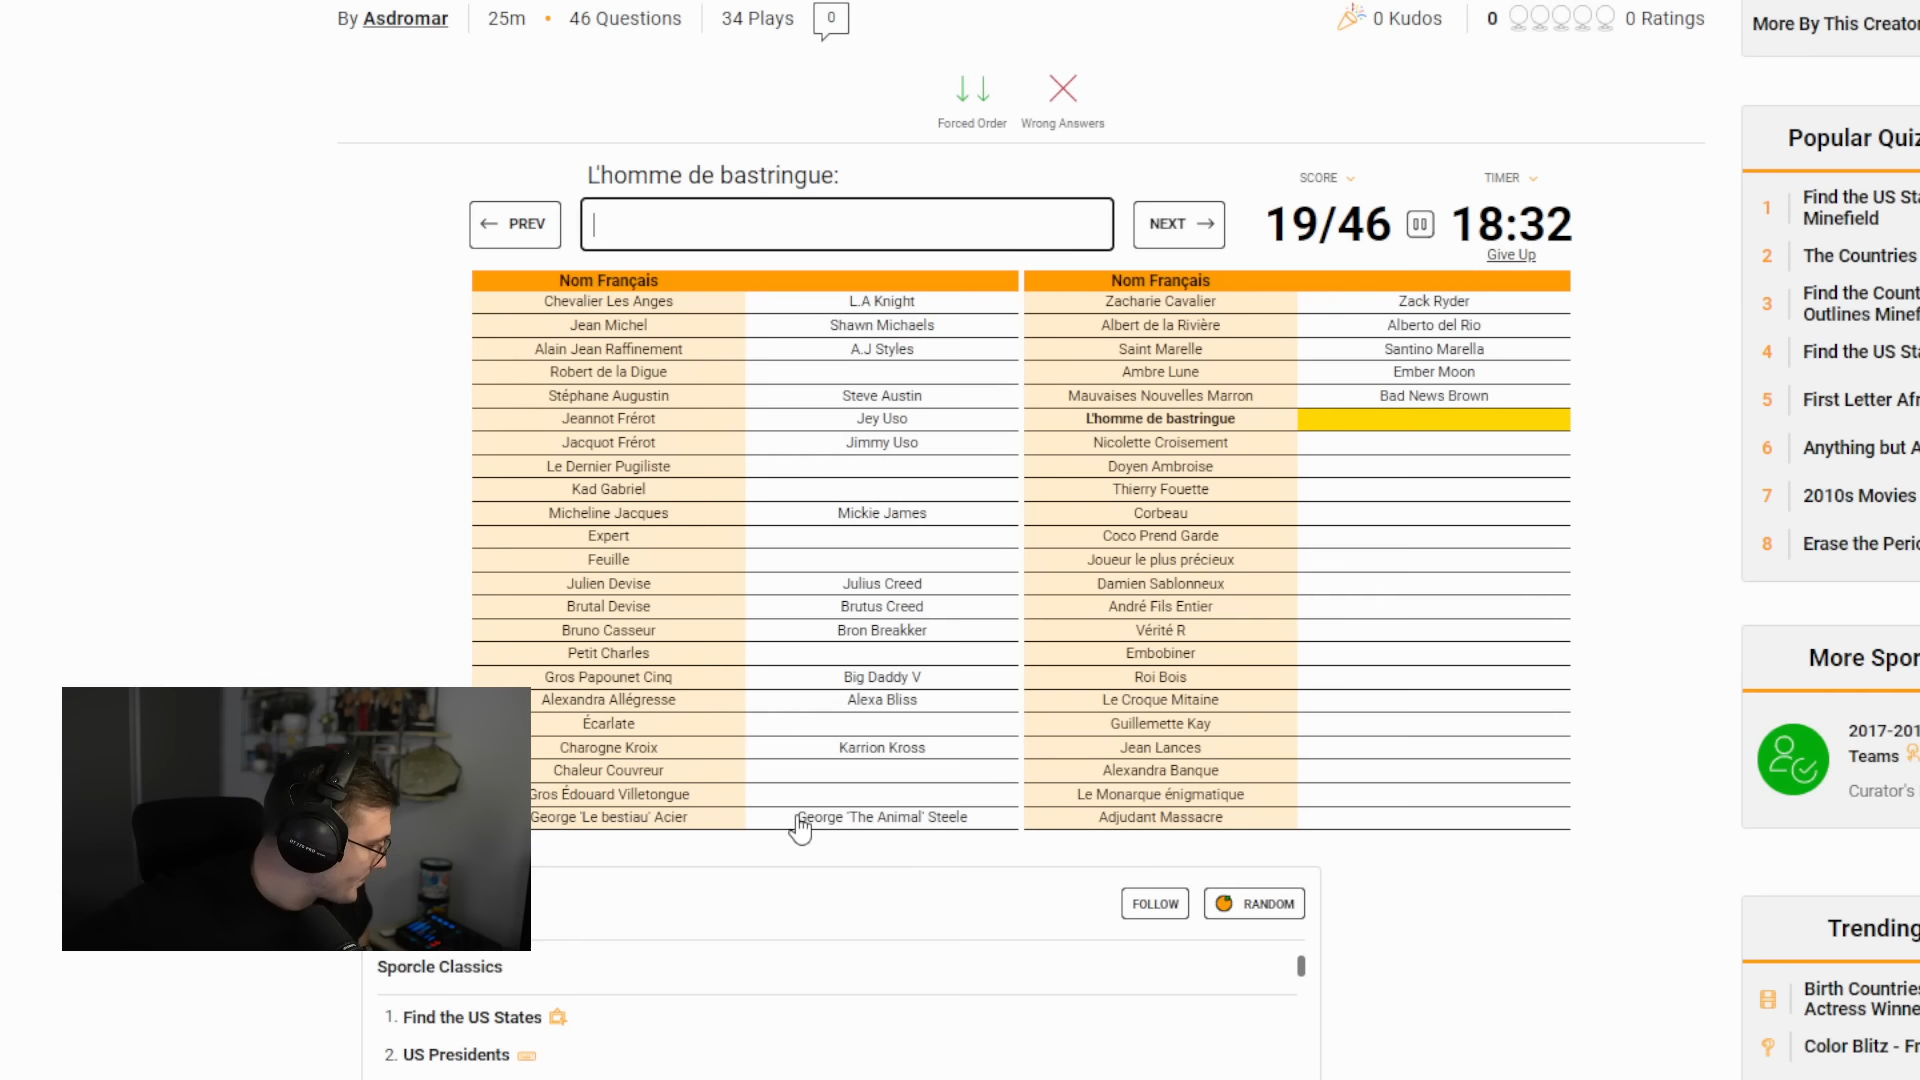 By Asdromar
25m • 46 Questions
34 Plays
0
0 Kudos
0
0 Ratings
More By This Creato
Forced Order
Wrong Answers
L'homme de bastringue:
← PREV
NEXT →
SCORE
19/46
TIMER
18:32
Give Up
Nom Français
Chevalier Les Anges L.A Knight
Jean Michel Shawn Michaels
Alain Jean Raffinement A.J Styles
Robert de la Digue
Stéphane Augustin Steve Austin
Jeannot Frérot Jey Uso
Jacquot Frérot Jimmy Uso
Le Dernier Pugiliste
Kad Gabriel
Micheline Jacques Mickie James
Expert
Feuille
Julien Devise Julius Creed
Brutal Devise Brutus Creed
Bruno Casseur Bron Breakker
Petit Charles
Gros Papounet Cinq Big Daddy V
Alexandra Allégresse Alexa Bliss
Écarlate
Charogne Kroix Karrion Kross
Chaleur Couvreur
Gros Édouard Villetongue
George 'Le bestiau' Acier George 'The Animal' Steele
Nom Français
Zacharie Cavalier Zack Ryder
Albert de la Rivière Alberto del Rio
Saint Marelle Santino Marella
Ambre Lune Ember Moon
Mauvaises Nouvelles Marron Bad News Brown
L'homme de bastringue
Nicolette Croisement
Doyen Ambroise
Thierry Fouette
Corbeau
Coco Prend Garde
Joueur le plus précieux
Damien Sablonneux
André Fils Entier
Vérité R
Embobiner
Roi Bois
Le Croque Mitaine
Guillemette Kay
Jean Lances
Alexandra Banque
Le Monarque énigmatique
Adjudant Massacre
FOLLOW
RANDOM
Sporcle Classics
1. Find the US States
2. US Presidents
Popular Quiz
1 Find the US Sta
Minefield
2 The Countries
3 Find the Count
Outlines Minef
4 Find the US Sta
5 First Letter Afr
6 Anything but A
7 2010s Movies
8 Erase the Perio
More Spor
2017-201
Teams
Curator's
Trending
Birth Countries
Actress Winne
Color Blitz - Fr